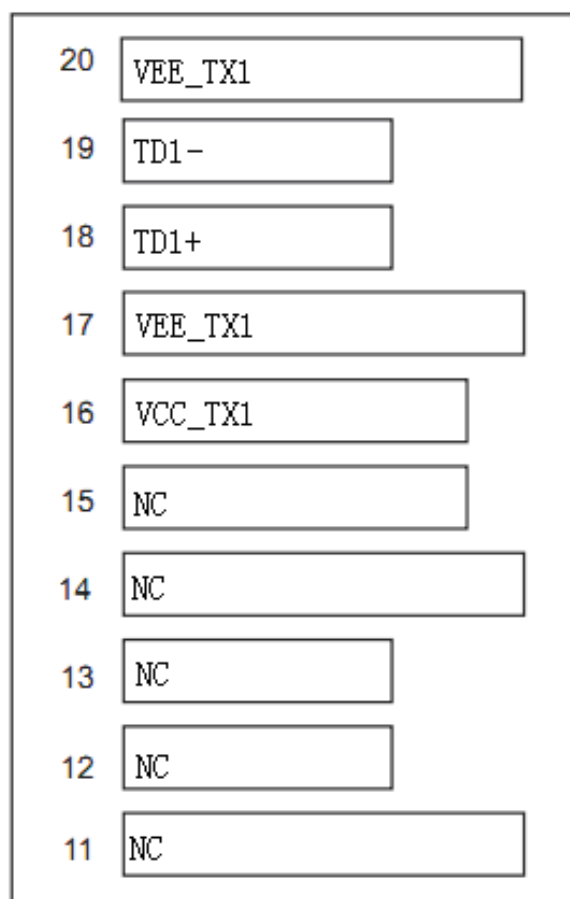 20 VEE_TX1
19 TD1-
18 TD1+
17 VEE_TX1
16 VCC_TX1
15 NC
14 NC
13 NC
12 NC
11 NC